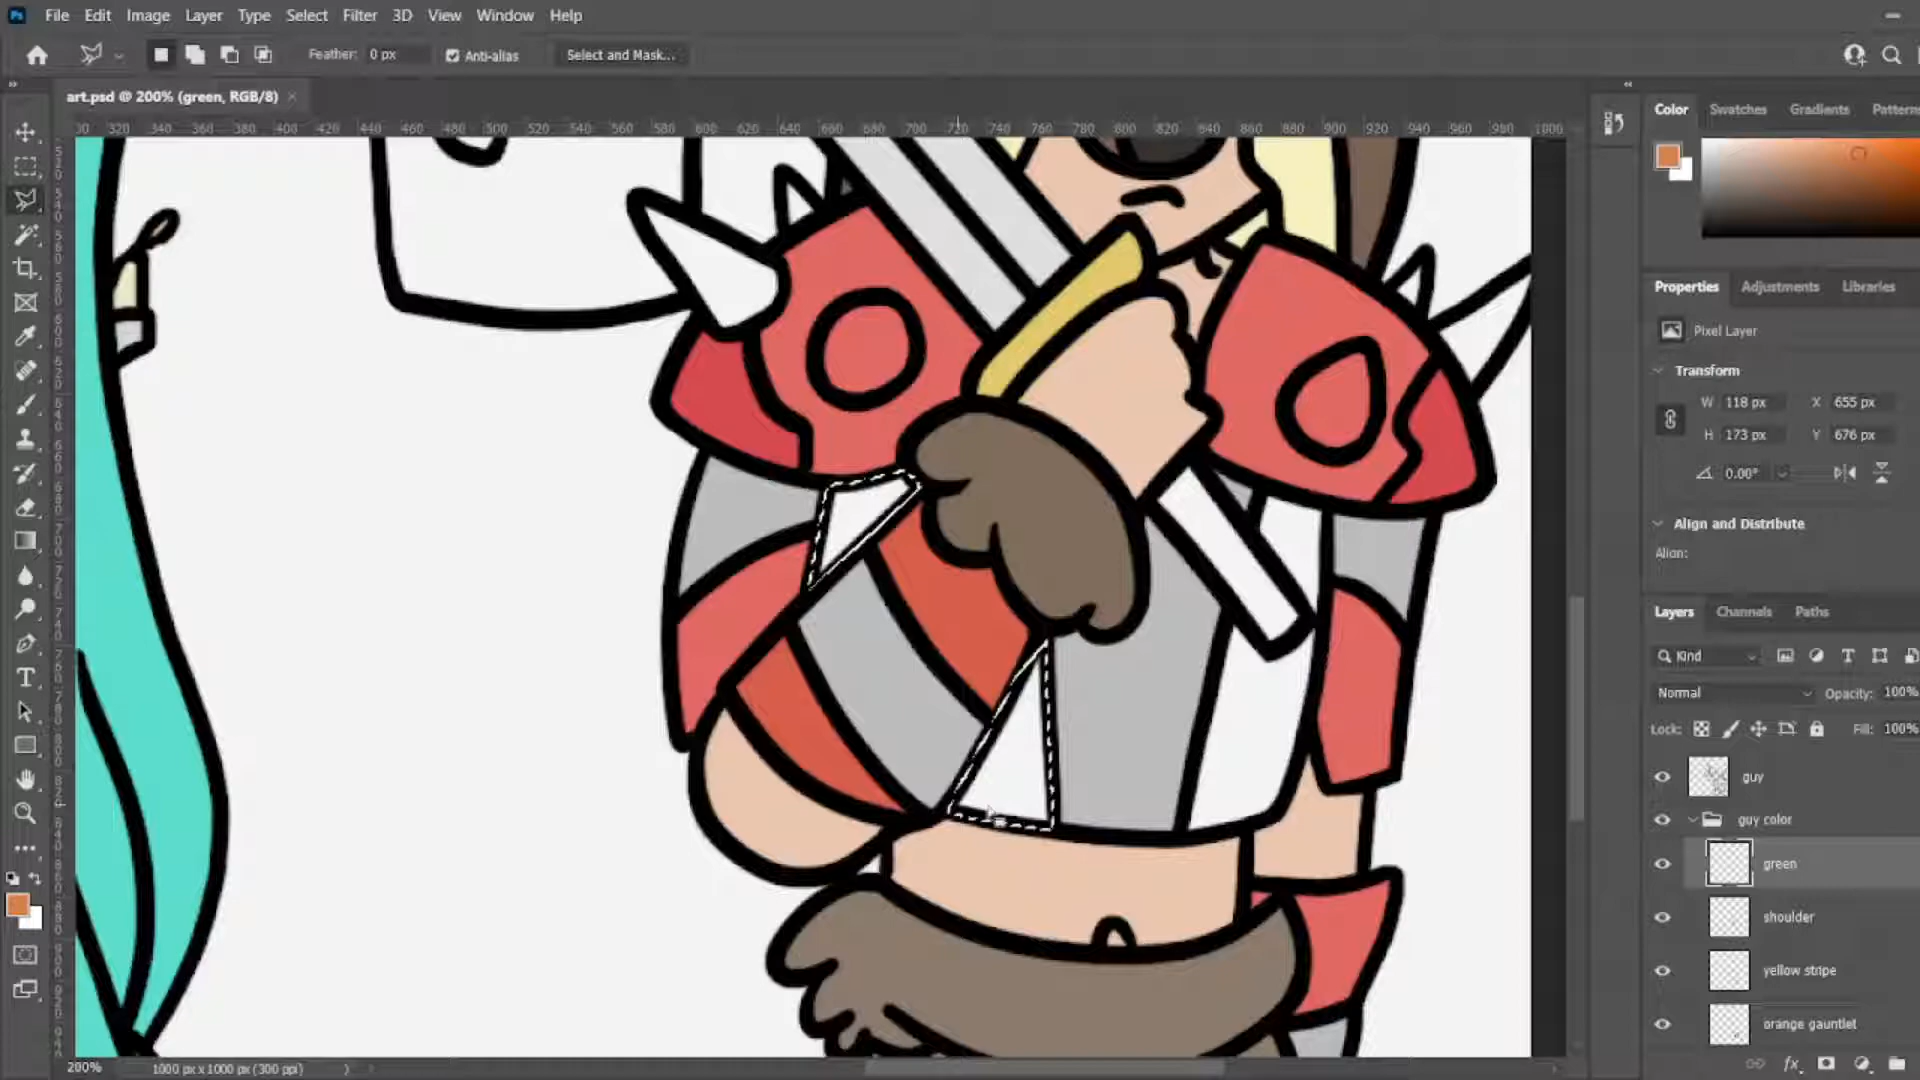 Ps File Edit Image Layer Type Select Filter 3D View Window Help
Feather: 0 px Anti-alias Select and Mask...
art.psd @ 200% (green, RGB/8) ×
Color Swatches Gradients Patterns
320 340 360 380 400 420 440 460 480 500 520 540 560 580 600 620 640 660 680 700 720 740 760 780 800 820 840 860 880 900 920 940 960 980 1000
Properties Adjustments Libraries
Pixel Layer
Transform
W 118 px X 655 px
H 173 px Y 676 px
0.00°
Align and Distribute
Align:
Layers Channels Paths
Kind
Normal Opacity: 100%
Lock: Fill: 100%
guy
guy color
green
shoulder
yellow stripe
orange gauntlet
200% 1000 px x 1000 px (300 ppi)